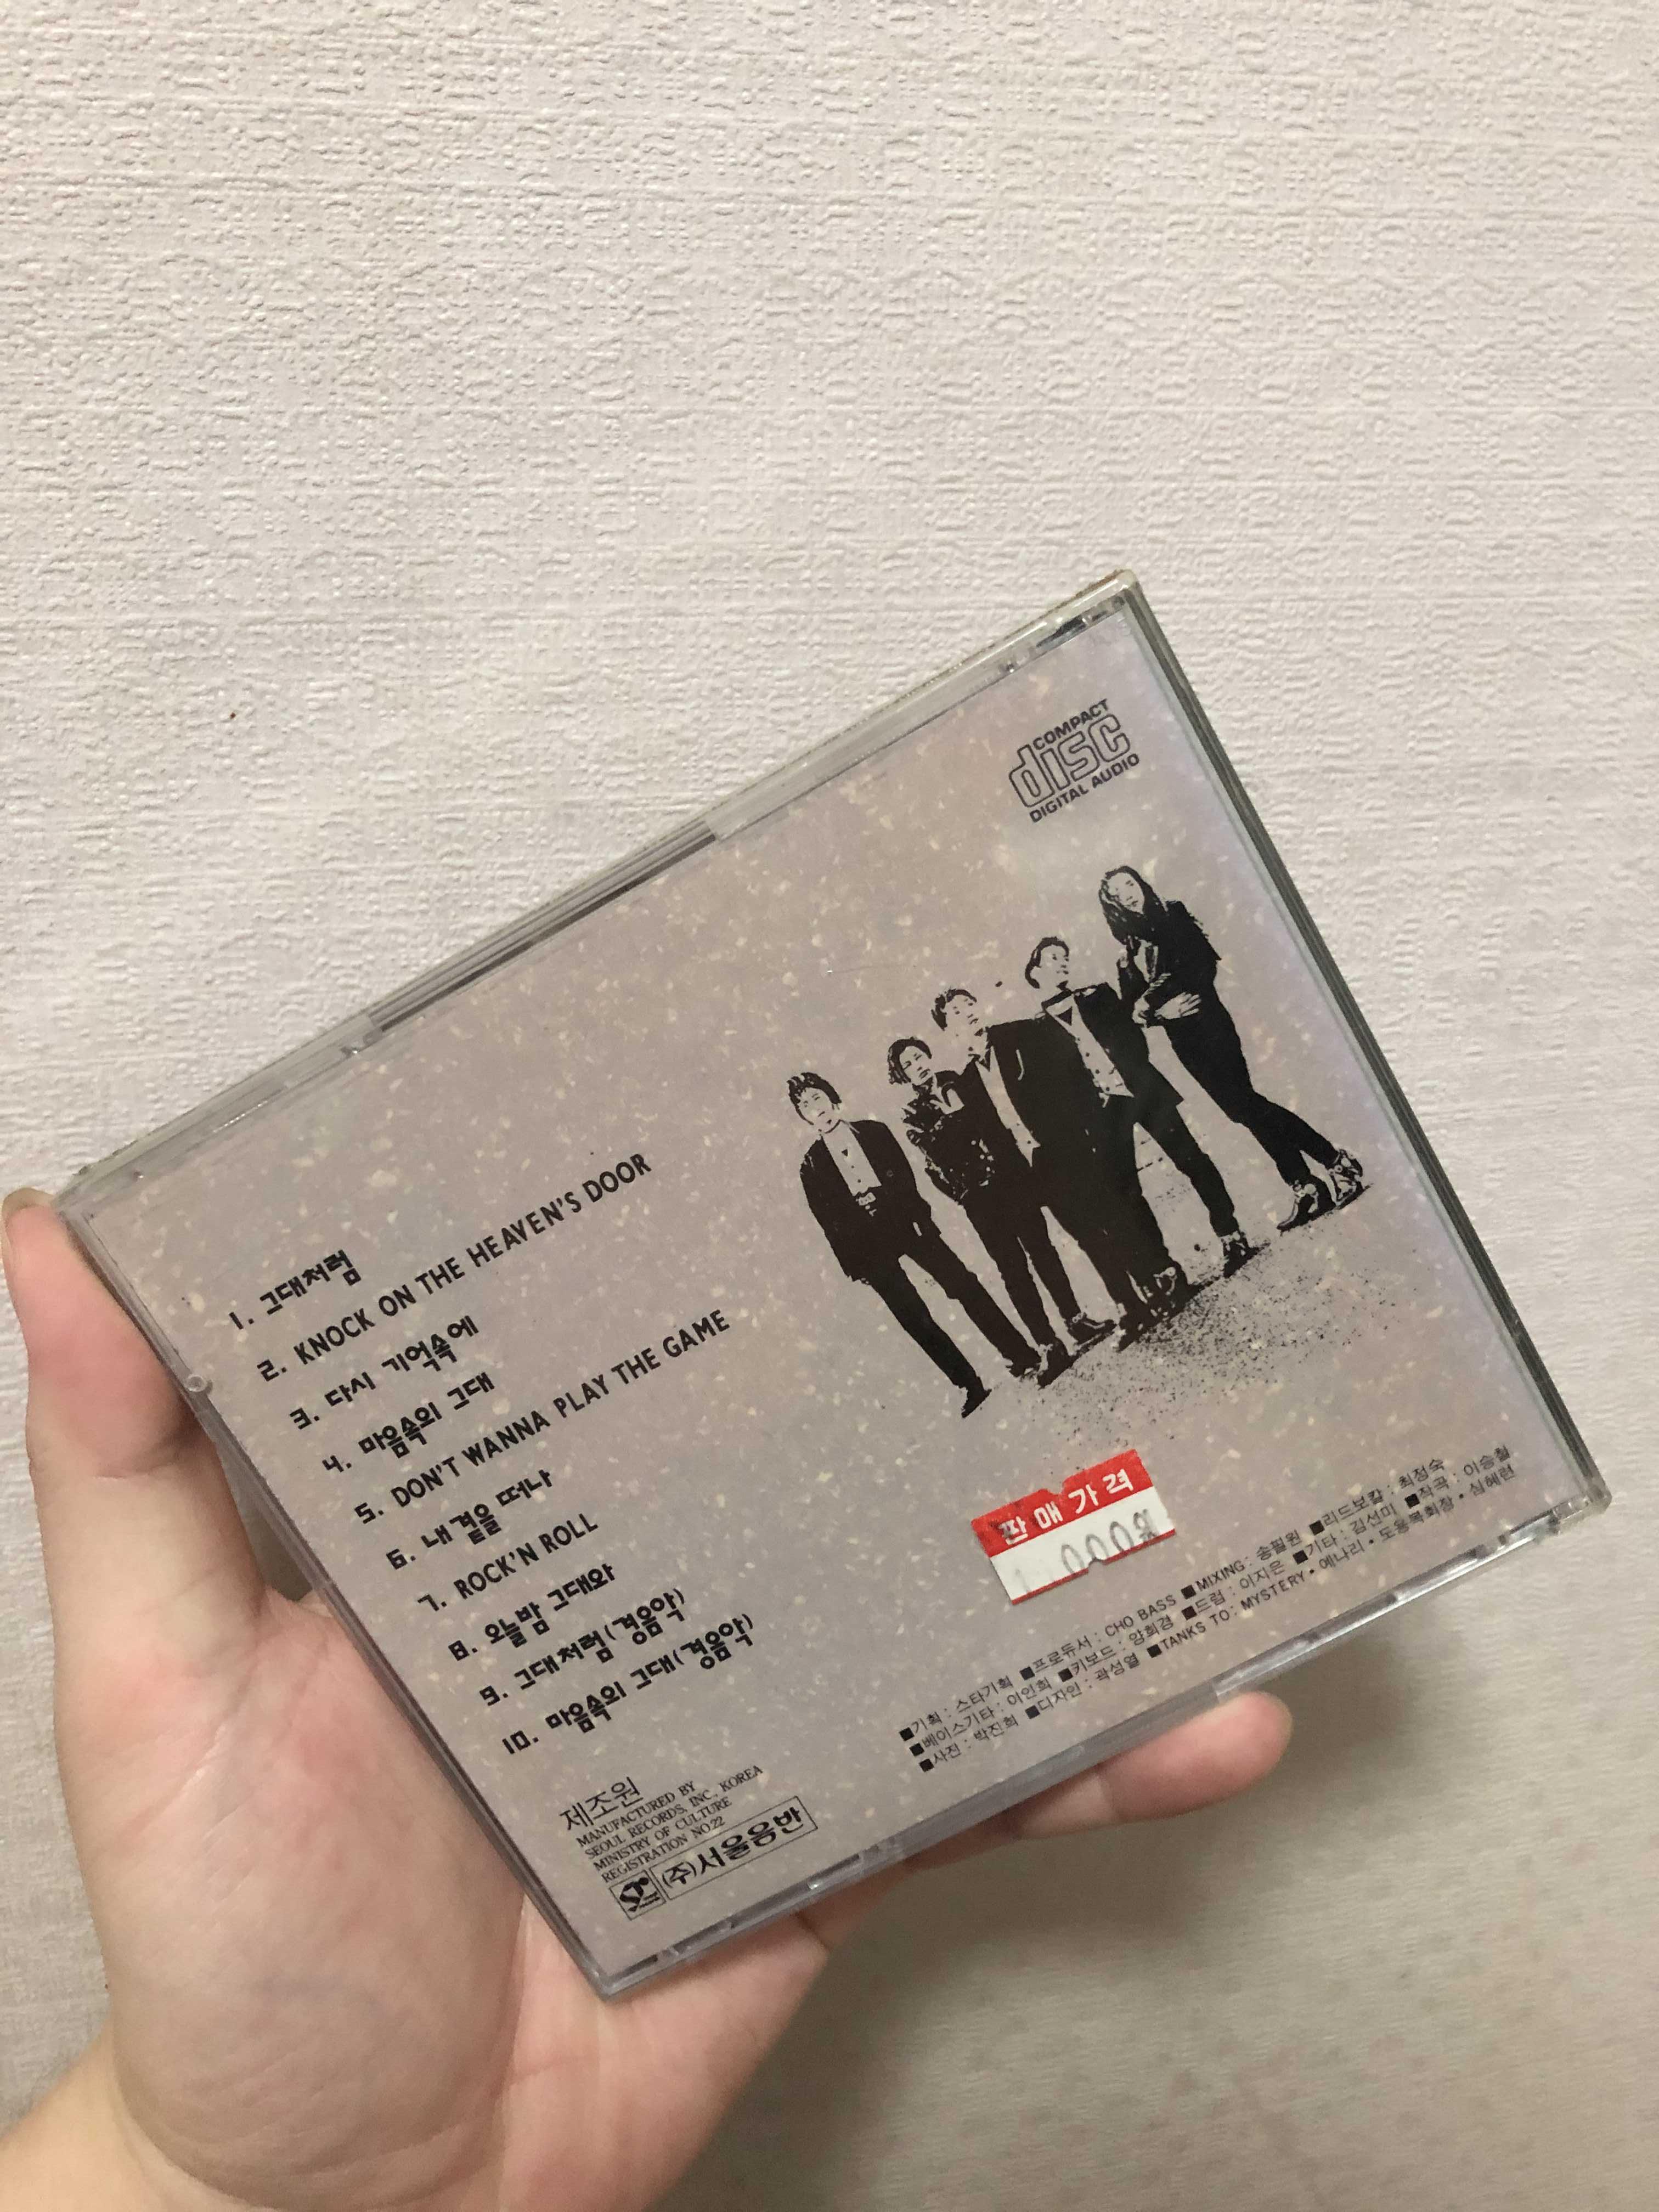 COMPACT
disc
DIGITAL AUDIO
1. 그대처럼
2. KNOCK ON THE HEAVEN'S DOOR
3. 다시 기억속에
4. 마음속의 그대
5. DON'T WANNA PLAY THE GAME
6. 내곁을 떠나
7. ROCK'N ROLL
8. 오늘밤 그대와
9. 그대처럼(경음악)
10. 마음속의 그대(경음악)
판매가격
■기획 : 스타기획 ■프로듀서 : CHO BASS ■MIXING : 송필원 ■리드보칼 : 최정숙
■베이스기타 : 이인희 ■키보드 : 양희경 ■드럼 : 이지은 ■기타 : 김선미 ■작곡 : 이승철
■사진 : 박진희 ■디자인 : 곽성열 ■TANKS TO : MYSTERY • 에나리 • 도용복회장 • 심혜련
제조원
MANUFACTURED BY
SEOUL RECORDS, INC., KOREA
MINISTRY OF CULTURE
REGISTRATION NO.22
(주)서울음반